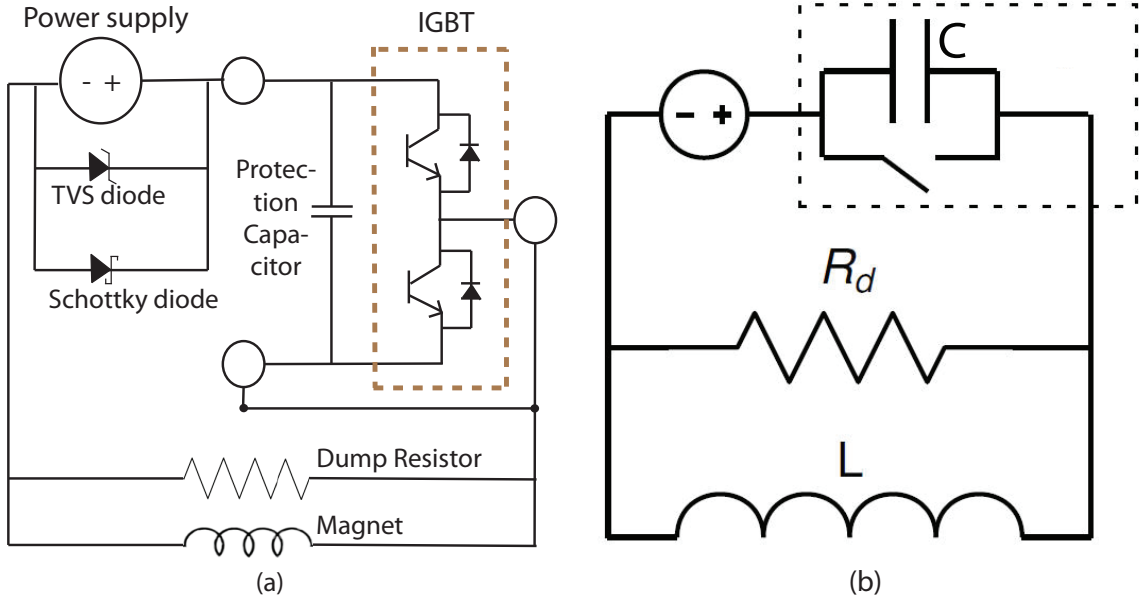 Power supply
IGBT
- +
TVS diode
Schottky diode
Protec-
tion
Capa-
citor
Dump Resistor
Magnet
(a)
C
- +
R_d
L
(b)